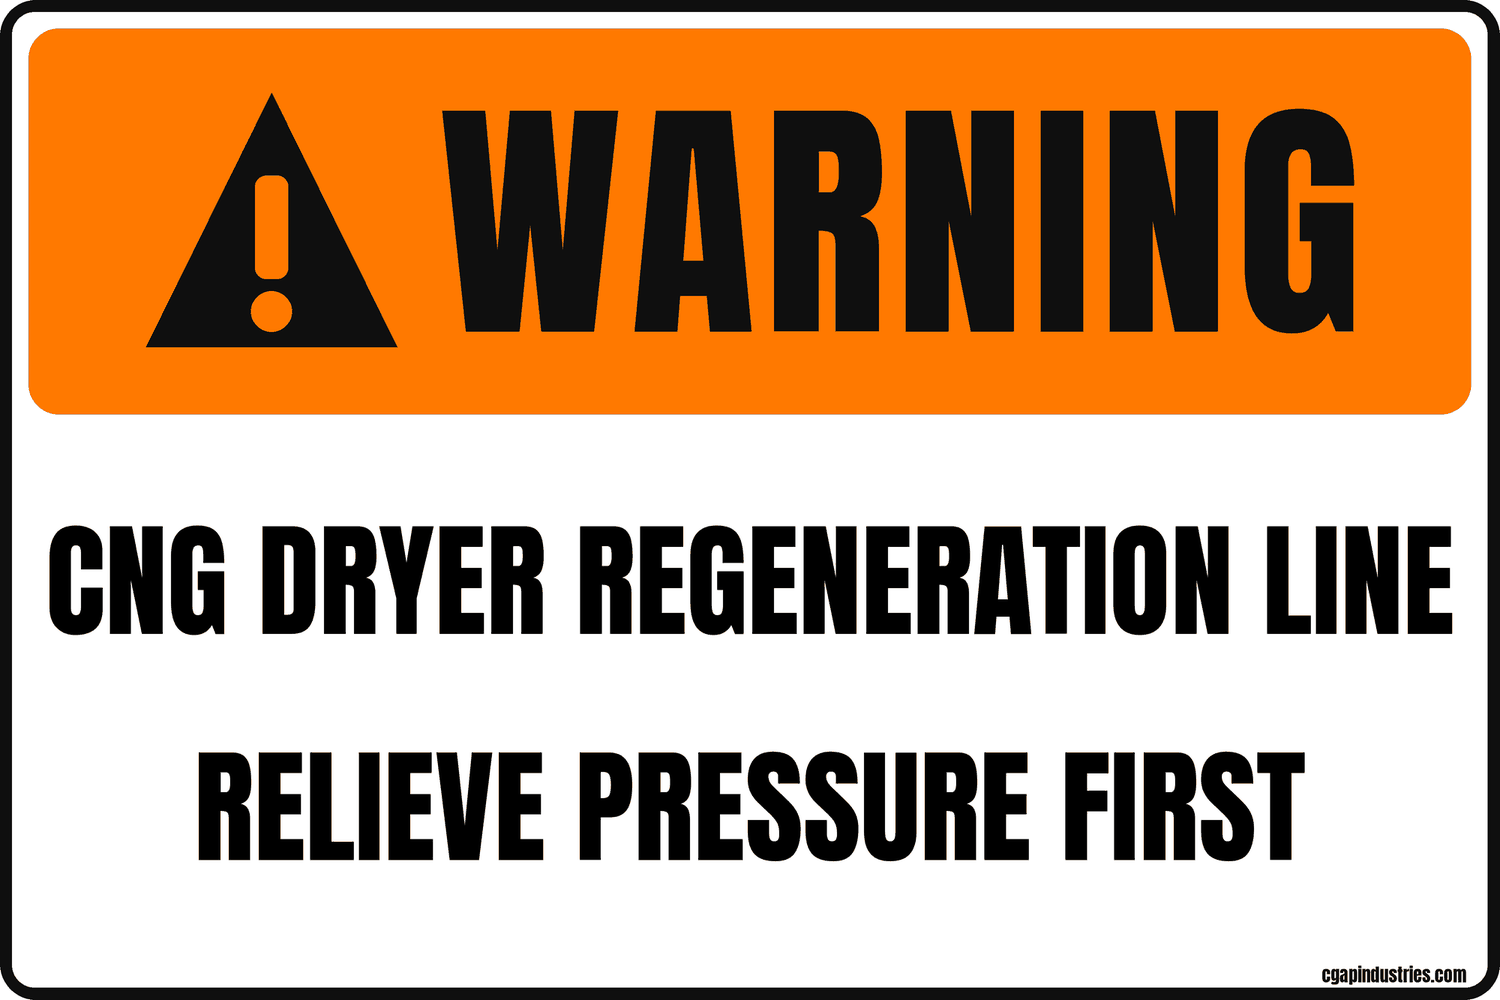 WARNING
CNG DRYER REGENERATION LINE
RELIEVE PRESSURE FIRST
cgapindustries.com